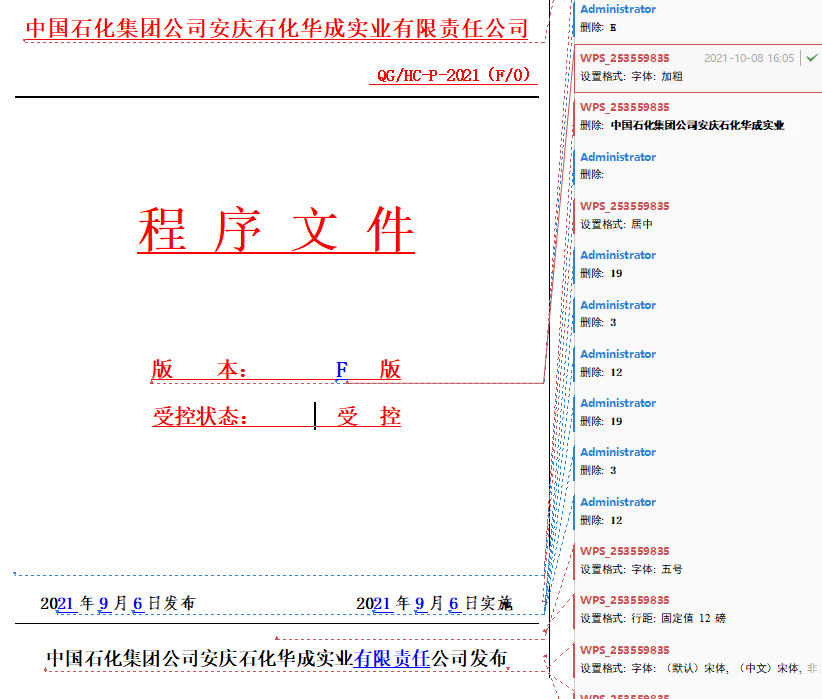 中国石化集团公司安庆石化华成实业有限责任公司
QG/HC-P-2021（F/0）
程 序 文 件
版 本： F 版
受控状态： 受 控
2021 年 9 月 6 日发布 2021 年 9 月 6 日实施
中国石化集团公司安庆石化华成实业有限责任公司发布
Administrator
删除: E
WPS_253559835 2021-10-08 16:05
设置格式: 字体: 加粗
WPS_253559835
删除: 中国石化集团公司安庆石化华成实业
Administrator
删除:
WPS_253559835
设置格式: 居中
Administrator
删除: 19
Administrator
删除: 3
Administrator
删除: 12
Administrator
删除: 19
Administrator
删除: 3
Administrator
删除: 12
WPS_253559835
设置格式: 字体: 五号
WPS_253559835
设置格式: 行距: 固定值 12 磅
WPS_253559835
设置格式: 字体: （默认）宋体, （中文）宋体, 非
WPS_253559835